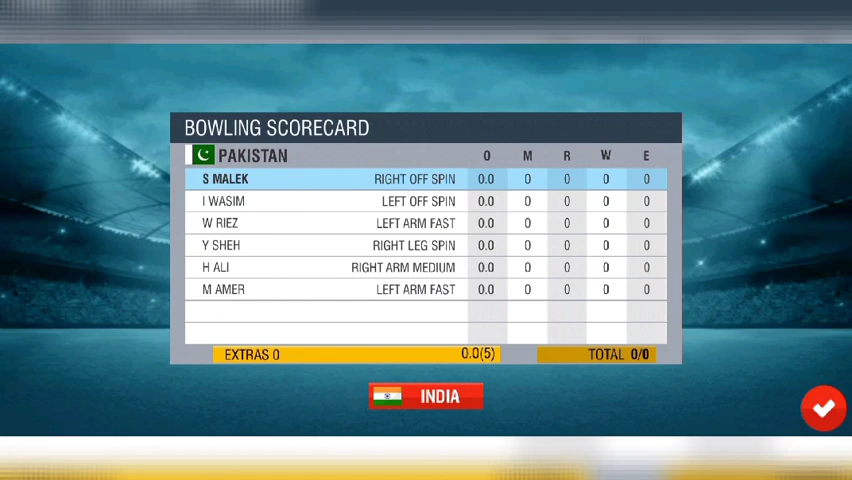 BOWLING SCORECARD
PAKISTAN O M R W E
S MALEK RIGHT OFF SPIN 0.0 0 0 0 0
I WASIM LEFT OFF SPIN 0.0 0 0 0 0
W RIEZ LEFT ARM FAST 0.0 0 0 0 0
Y SHEH RIGHT LEG SPIN 0.0 0 0 0 0
H ALI RIGHT ARM MEDIUM 0.0 0 0 0 0
M AMER LEFT ARM FAST 0.0 0 0 0 0
EXTRAS 0 0.0(5) TOTAL 0/0
INDIA